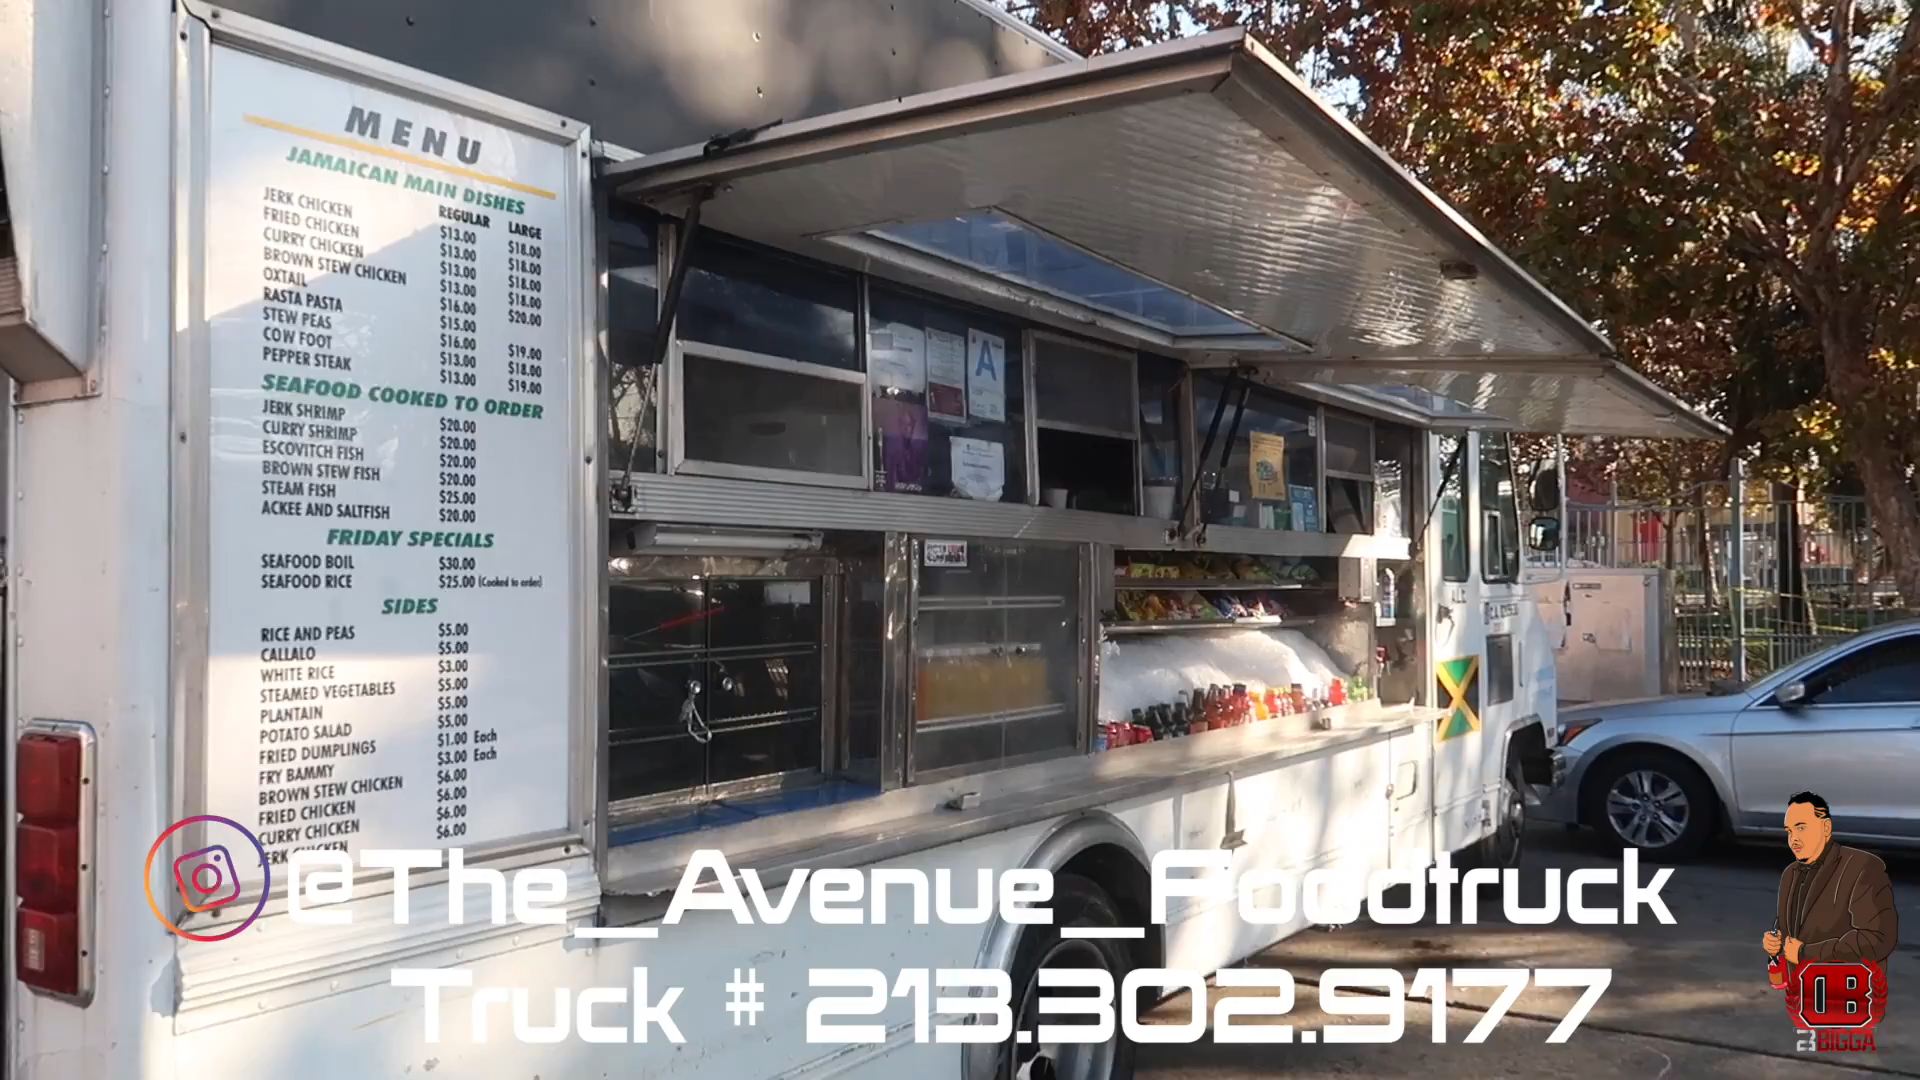 MENU
JAMAICAN MAIN DISHES
REGULAR LARGE
JERK CHICKEN $13.00 $18.00
FRIED CHICKEN $13.00 $18.00
CURRY CHICKEN $13.00 $18.00
BROWN STEW CHICKEN $13.00 $18.00
OXTAIL $16.00 $20.00
RASTA PASTA $15.00
STEW PEAS $16.00 $19.00
COW FOOT $13.00 $18.00
PEPPER STEAK $13.00 $19.00
SEAFOOD COOKED TO ORDER
JERK SHRIMP $20.00
CURRY SHRIMP $20.00
ESCOVITCH FISH $20.00
BROWN STEW FISH $20.00
STEAM FISH $25.00
ACKEE AND SALTFISH $20.00
FRIDAY SPECIALS
SEAFOOD BOIL $30.00
SEAFOOD RICE $25.00 (Cooked to order)
SIDES
RICE AND PEAS $5.00
CALLALO $5.00
WHITE RICE $3.00
STEAMED VEGETABLES $5.00
PLANTAIN $5.00
POTATO SALAD $5.00
FRIED DUMPLINGS $1.00 Each
FRY BAMMY $3.00 Each
BROWN STEW CHICKEN $6.00
FRIED CHICKEN $6.00
CURRY CHICKEN $6.00
JERK CHICKEN $6.00
A
@The_Avenue_Foodtruck
Truck # 213.302.9177
OB
BIGGA